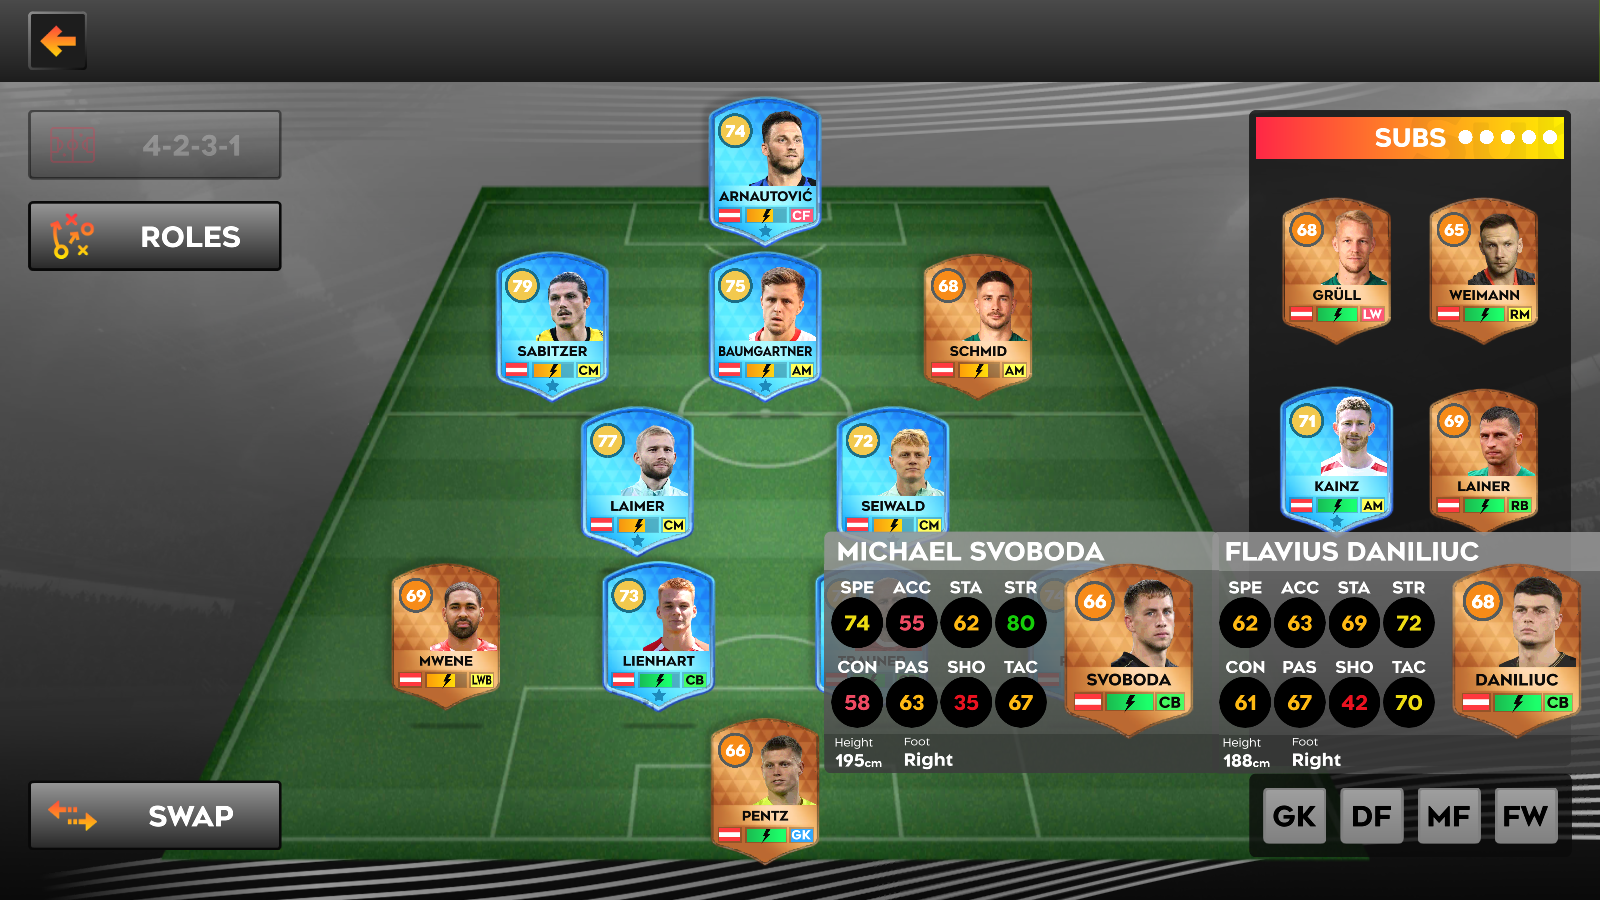 4-2-3-1
ROLES
SWAP
74
ARNAUTOVIĆ
CF
79
SABITZER
CM
75
BAUMGARTNER
AM
68
SCHMID
AM
77
LAIMER
CM
72
SEIWALD
CM
69
MWENE
LWB
73
LIENHART
CB
66
PENTZ
GK
SUBS
68
GRÜLL
LW
65
WEIMANN
RM
71
KAINZ
AM
69
LAINER
RB
MICHAEL SVOBODA
SPE ACC STA STR
74 55 62 80
CON PAS SHO TAC
58 63 35 67
Height Foot
195cm Right
66
SVOBODA
CB
FLAVIUS DANILIUC
SPE ACC STA STR
62 63 69 72
CON PAS SHO TAC
61 67 42 70
Height Foot
188cm Right
68
DANILIUC
CB
GK DF MF FW